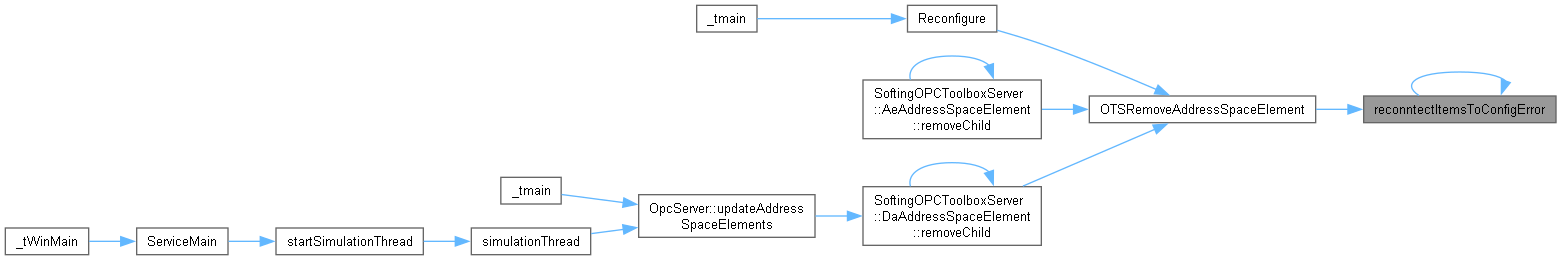 _tmain
Reconfigure
SoftingOPCToolboxServer
::AeAddressSpaceElement
::removeChild
OTSRemoveAddressSpaceElement
reconntectItemsToConfigError
_tmain
OpcServer::updateAddress
SpaceElements
SoftingOPCToolboxServer
::DaAddressSpaceElement
::removeChild
_tWinMain
ServiceMain
startSimulationThread
simulationThread